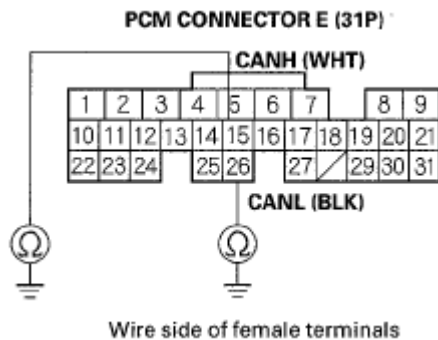 PCM CONNECTOR E (31P)
CANH (WHT)
1 2 3 4 5 6 7 8 9
10 11 12 13 14 15 16 17 18 19 20 21
22 23 24 25 26 27 29 30 31
CANL (BLK)
Ω Ω
Wire side of female terminals